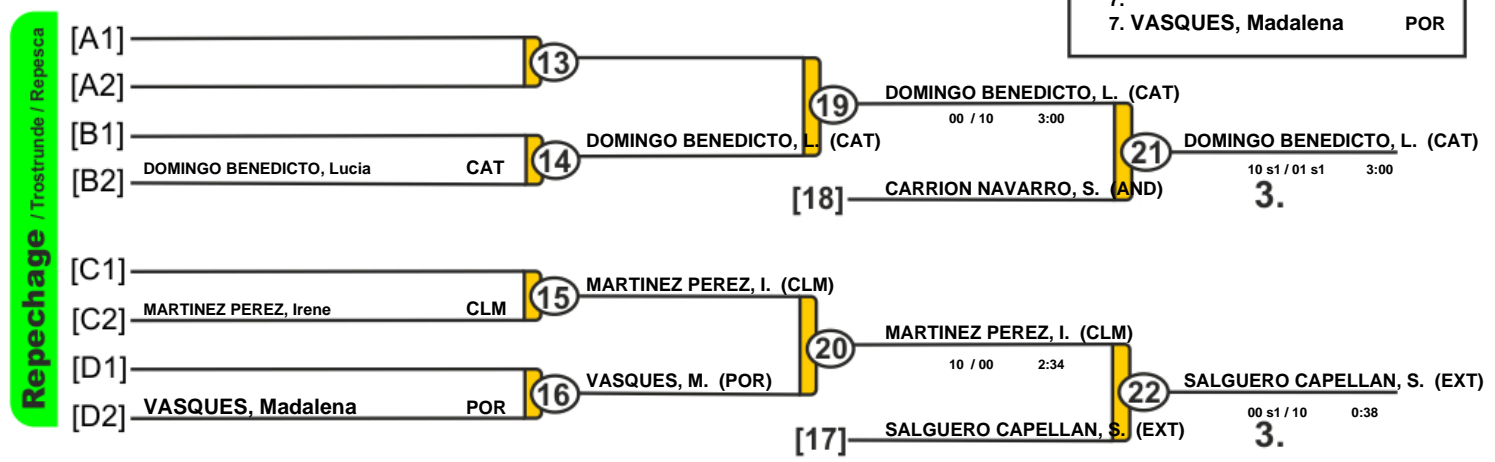 7.
7. VASQUES, Madalena POR
Repechage / Trostrunde / Repesca
[A1]
13
[A2]
19
DOMINGO BENEDICTO, L. (CAT)
00 / 10 3:00
[B1]
14
DOMINGO BENEDICTO, L. (CAT)
21
DOMINGO BENEDICTO, L. (CAT)
[B2] DOMINGO BENEDICTO, Lucia CAT
10 s1 / 01 s1 3:00
[18] CARRION NAVARRO, S. (AND)
3.
[C1]
15
MARTINEZ PEREZ, I. (CLM)
[C2] MARTINEZ PEREZ, Irene CLM
20
MARTINEZ PEREZ, I. (CLM)
10 / 00 2:34
[D1]
16
VASQUES, M. (POR)
22
SALGUERO CAPELLAN, S. (EXT)
[D2] VASQUES, Madalena POR
00 s1 / 10 0:38
[17] SALGUERO CAPELLAN, S. (EXT)
3.